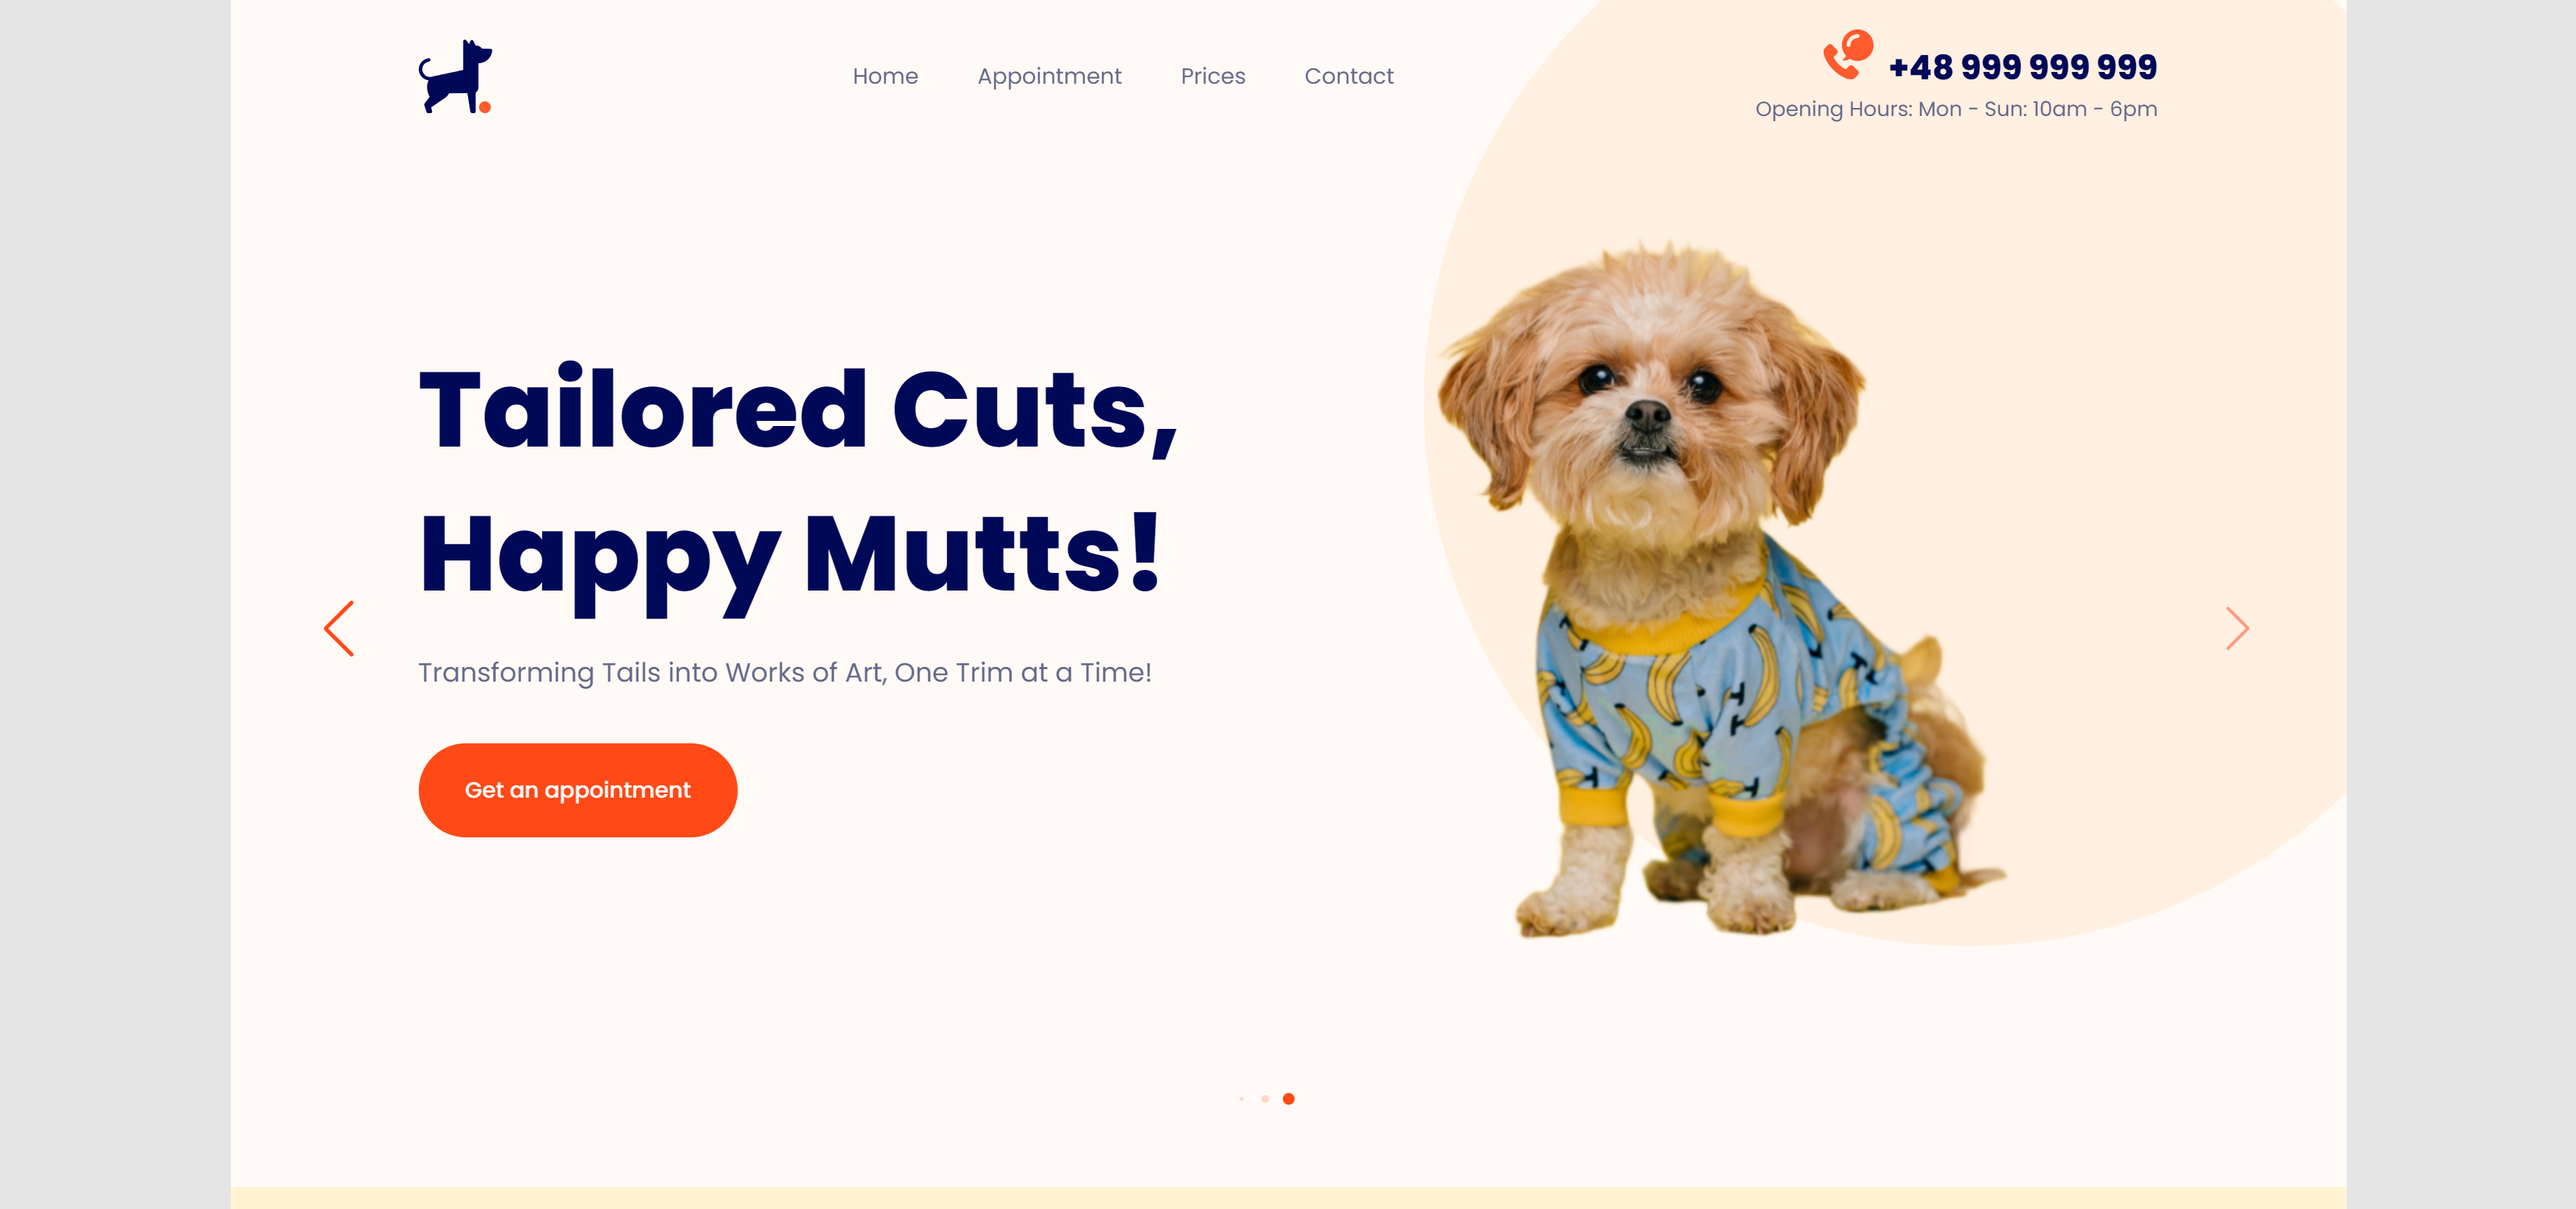 Home Appointment Prices Contact
+48 999 999 999
Opening Hours: Mon - Sun: 10am - 6pm
Tailored Cuts,
Happy Mutts!
Transforming Tails into Works of Art, One Trim at a Time!
Get an appointment